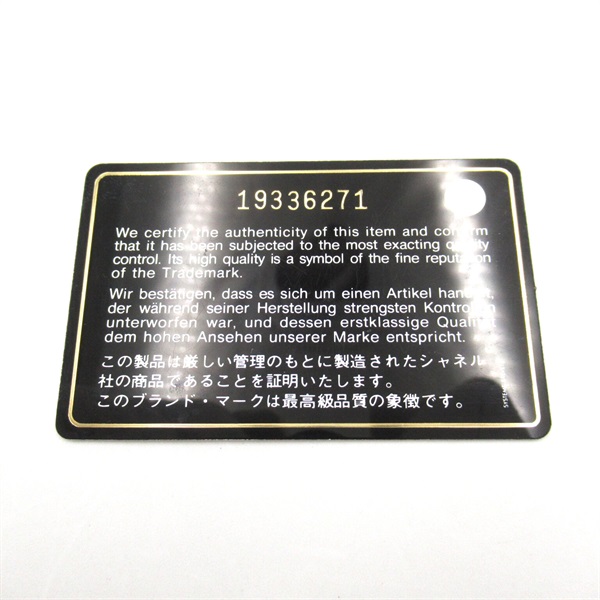 19336271
We certify the authenticity of this item and confirm
that it has been subjected to the most exacting quality
control. Its high quality is a symbol of the fine reputation
of the Trademark.
Wir bestätigen, dass es sich um einen Artikel handelt,
der während seiner Herstellung strengsten Kontrollen
unterworfen war, und dessen erstklassige Qualität
dem hohen Ansehen unserer Marke entspricht.
この製品は厳しい管理のもとに製造されたシャネル
社の商品であることを証明いたします。
このブランド・マークは最高級品質の象徴です。